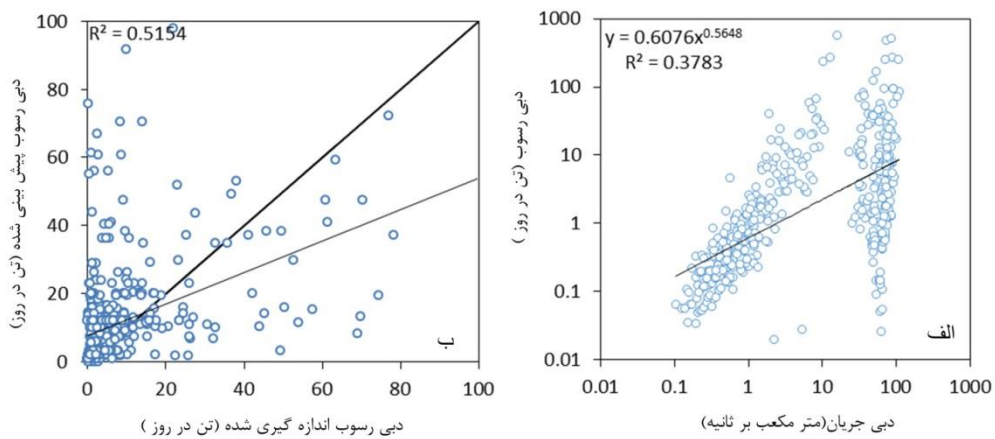 R² = 0.5154
100
80
60
40
20
0
0 20 40 60 80 100
دبی رسوب پیش بینی شده (تن در روز)
دبی رسوب اندازه گیری شده (تن در روز )
ب
y = 0.6076x^0.5648
R² = 0.3783
1000
100
10
1
0.1
0.01
0.01 0.1 1 10 100 1000
دبی رسوب (تن در روز )
دبی جریان(متر مکعب بر ثانیه)
الف